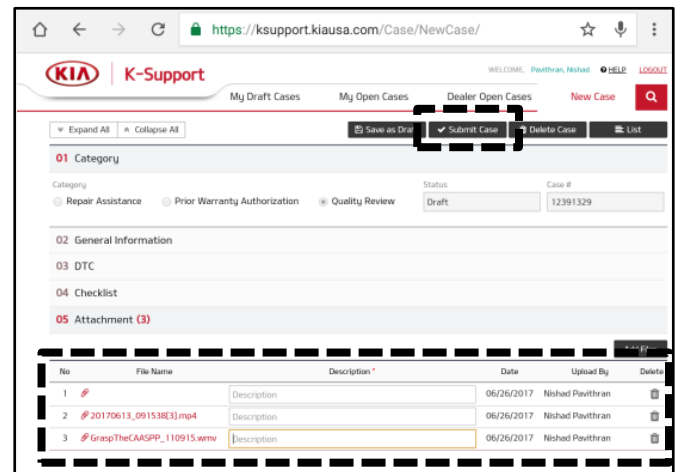 https://ksupport.kiausa.com/Case/NewCase/
KIA K-Support
WELCOME, Pavithran, Nishad HELP LOGOUT
My Draft Cases My Open Cases Dealer Open Cases New Case
Expand All Collapse All Save as Draft Submit Case Delete Case List
01 Category
Category Status Case #
Repair Assistance Prior Warranty Authorization Quality Review Draft 12391329
02 General Information
03 DTC
04 Checklist
05 Attachment (3)
No File Name Description * Date Upload By Delete
1 Description 06/26/2017 Nishad Pavithran
2 20170613_091538[3].mp4 Description 06/26/2017 Nishad Pavithran
3 GraspTheCAASPP_110915.wmv Description 06/26/2017 Nishad Pavithran